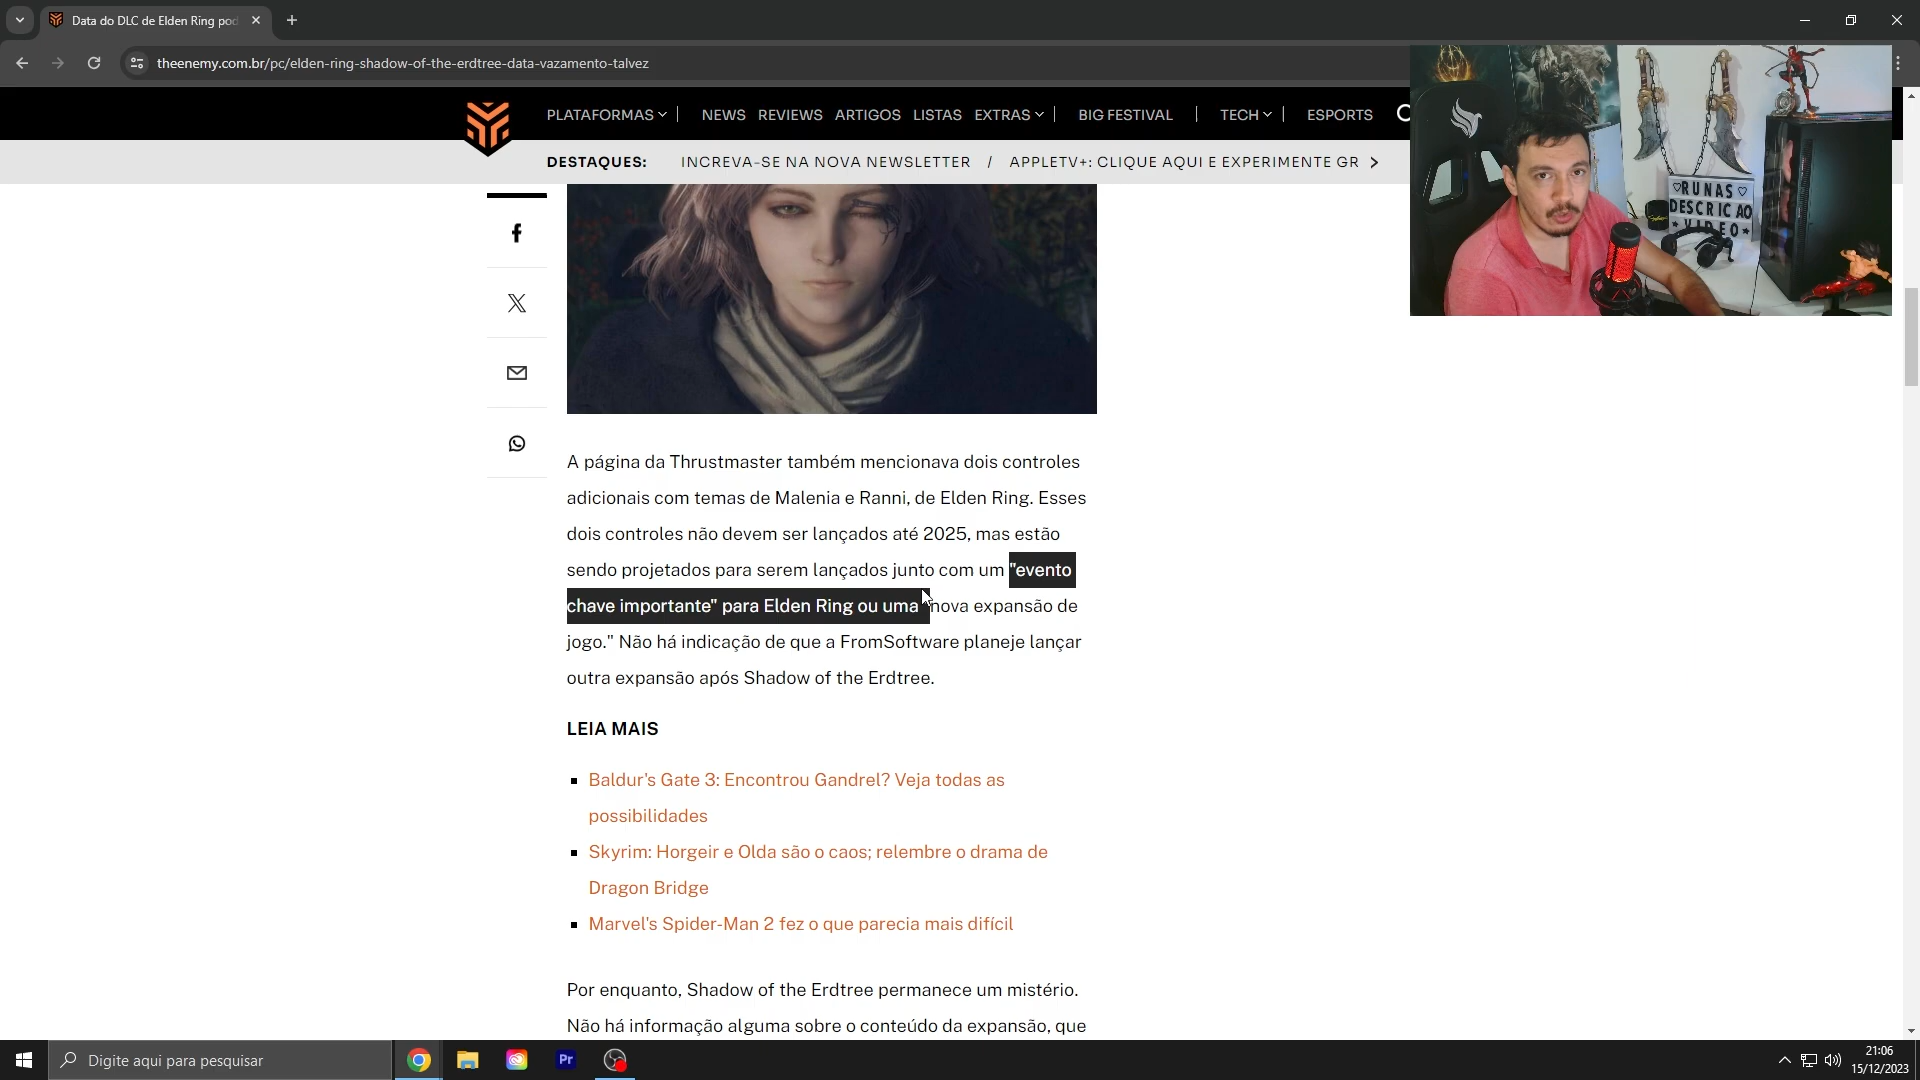 Data do DLC de Elden Ring pod
theenemy.com.br/pc/elden-ring-shadow-of-the-erdtree-data-vazamento-talvez
PLATAFORMAS NEWS REVIEWS ARTIGOS LISTAS EXTRAS BIG FESTIVAL TECH ESPORTS
DESTAQUES: INCREVA-SE NA NOVA NEWSLETTER / APPLETV+: CLIQUE AQUI E EXPERIMENTE GR
♡RUNAS♡
DESCRICAO
★VIDEO★
A página da Thrustmaster também mencionava dois controles
adicionais com temas de Malenia e Ranni, de Elden Ring. Esses
dois controles não devem ser lançados até 2025, mas estão
sendo projetados para serem lançados junto com um "evento
chave importante" para Elden Ring ou uma "nova expansão de
jogo." Não há indicação de que a FromSoftware planeje lançar
outra expansão após Shadow of the Erdtree.
LEIA MAIS
Baldur's Gate 3: Encontrou Gandrel? Veja todas as
possibilidades
Skyrim: Horgeir e Olda são o caos; relembre o drama de
Dragon Bridge
Marvel's Spider-Man 2 fez o que parecia mais difícil
Por enquanto, Shadow of the Erdtree permanece um mistério.
Não há informação alguma sobre o conteúdo da expansão, que
Digite aqui para pesquisar
Pr
21:06
15/12/2023